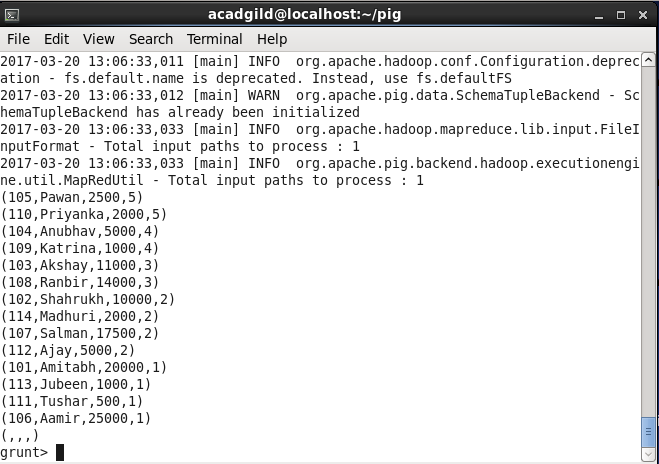 acadgild@localhost:~/pig
File Edit View Search Terminal Help
2017-03-20 13:06:33,011 [main] INFO  org.apache.hadoop.conf.Configuration.deprec
ation - fs.default.name is deprecated. Instead, use fs.defaultFS
2017-03-20 13:06:33,012 [main] WARN  org.apache.pig.data.SchemaTupleBackend - Sc
hemaTupleBackend has already been initialized
2017-03-20 13:06:33,033 [main] INFO  org.apache.hadoop.mapreduce.lib.input.FileI
nputFormat - Total input paths to process : 1
2017-03-20 13:06:33,033 [main] INFO  org.apache.pig.backend.hadoop.executionengi
ne.util.MapRedUtil - Total input paths to process : 1
(105,Pawan,2500,5)
(110,Priyanka,2000,5)
(104,Anubhav,5000,4)
(109,Katrina,1000,4)
(103,Akshay,11000,3)
(108,Ranbir,14000,3)
(102,Shahrukh,10000,2)
(114,Madhuri,2000,2)
(107,Salman,17500,2)
(112,Ajay,5000,2)
(101,Amitabh,20000,1)
(113,Jubeen,1000,1)
(111,Tushar,500,1)
(106,Aamir,25000,1)
(,,,)
grunt>